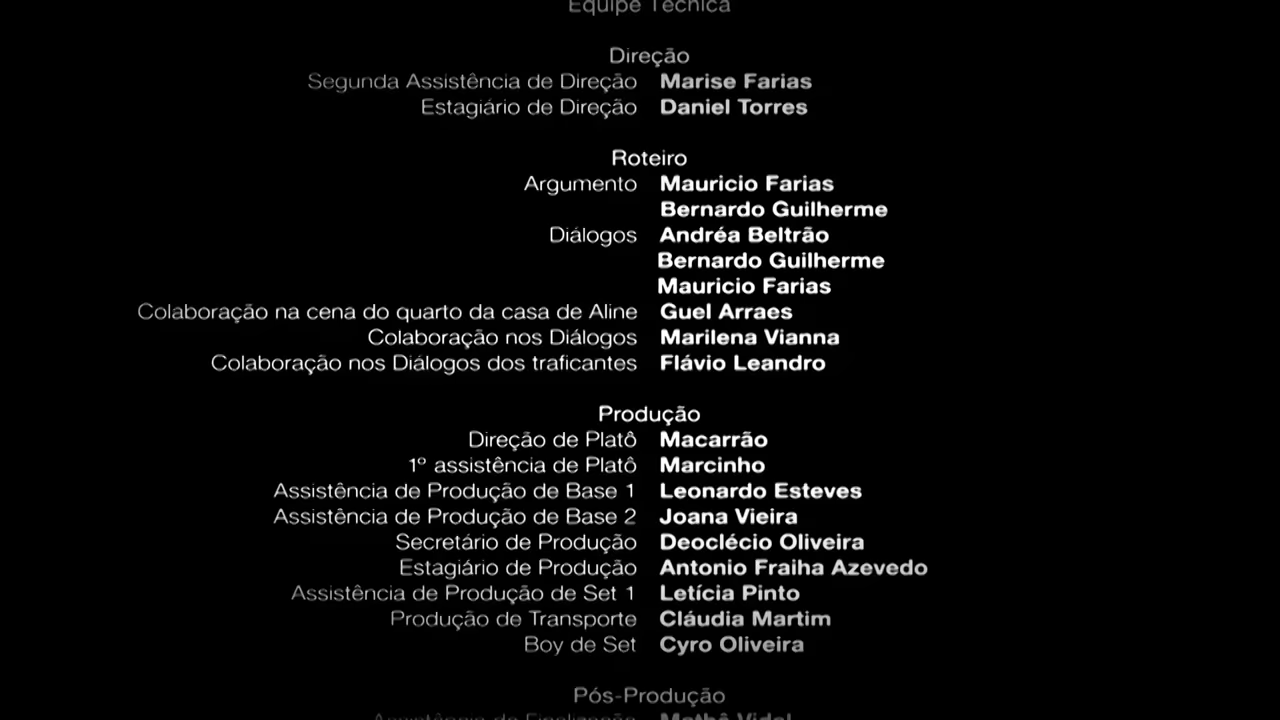 Equipe Técnica
Direção
Segunda Assistência de Direção Marise Farias
Estagiário de Direção Daniel Torres
Roteiro
Argumento Mauricio Farias
Bernardo Guilherme
Diálogos Andréa Beltrão
Bernardo Guilherme
Mauricio Farias
Colaboração na cena do quarto da casa de Aline Guel Arraes
Colaboração nos Diálogos Marilena Vianna
Colaboração nos Diálogos dos traficantes Flávio Leandro
Produção
Direção de Platô Macarrão
1º assistência de Platô Marcinho
Assistência de Produção de Base 1 Leonardo Esteves
Assistência de Produção de Base 2 Joana Vieira
Secretário de Produção Deoclécio Oliveira
Estagiário de Produção Antonio Fraiha Azevedo
Assistência de Produção de Set 1 Letícia Pinto
Produção de Transporte Cláudia Martim
Boy de Set Cyro Oliveira
Pós-Produção
Assistência de Finalização